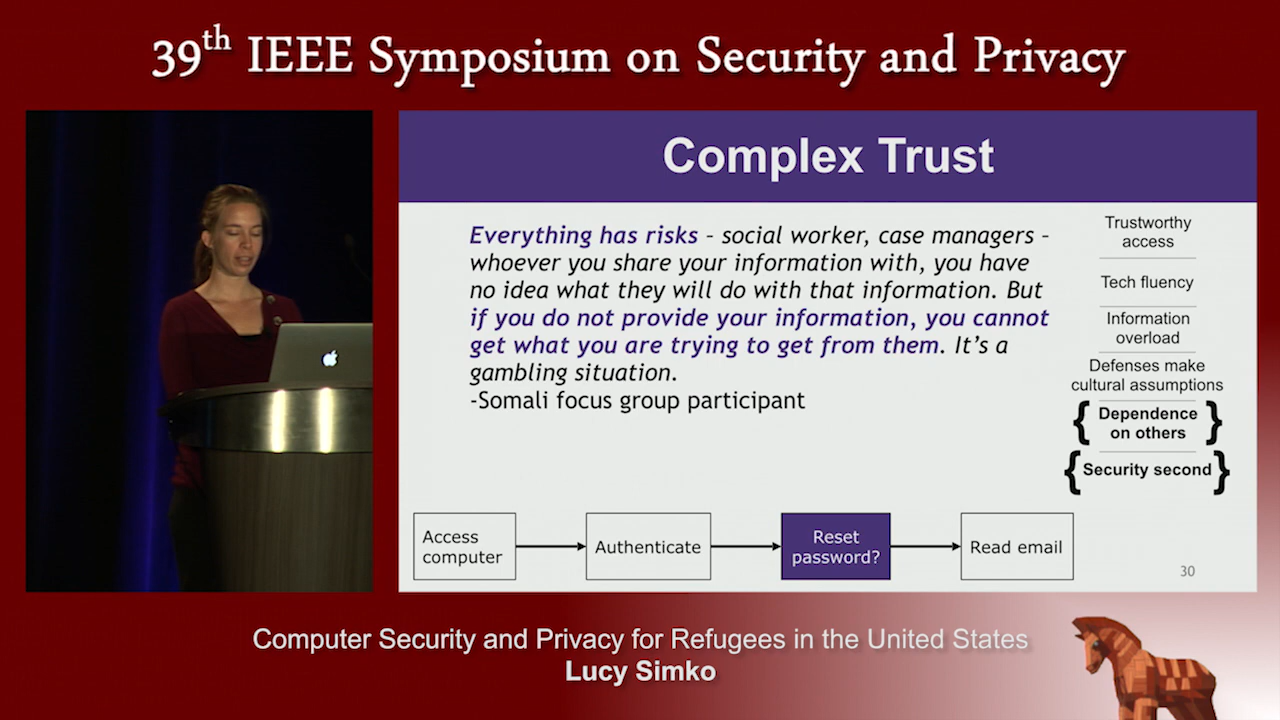 39th IEEE Symposium on Security and Privacy
Complex Trust
Everything has risks – social worker, case managers –
whoever you share your information with, you have
no idea what they will do with that information. But
if you do not provide your information, you cannot
get what you are trying to get from them. It's a
gambling situation.
-Somali focus group participant
Trustworthy
access
Tech fluency
Information
overload
Defenses make
cultural assumptions
{ Dependence
on others }
{ Security second }
Access
computer
Authenticate
Reset
password?
Read email
30
Computer Security and Privacy for Refugees in the United States
Lucy Simko